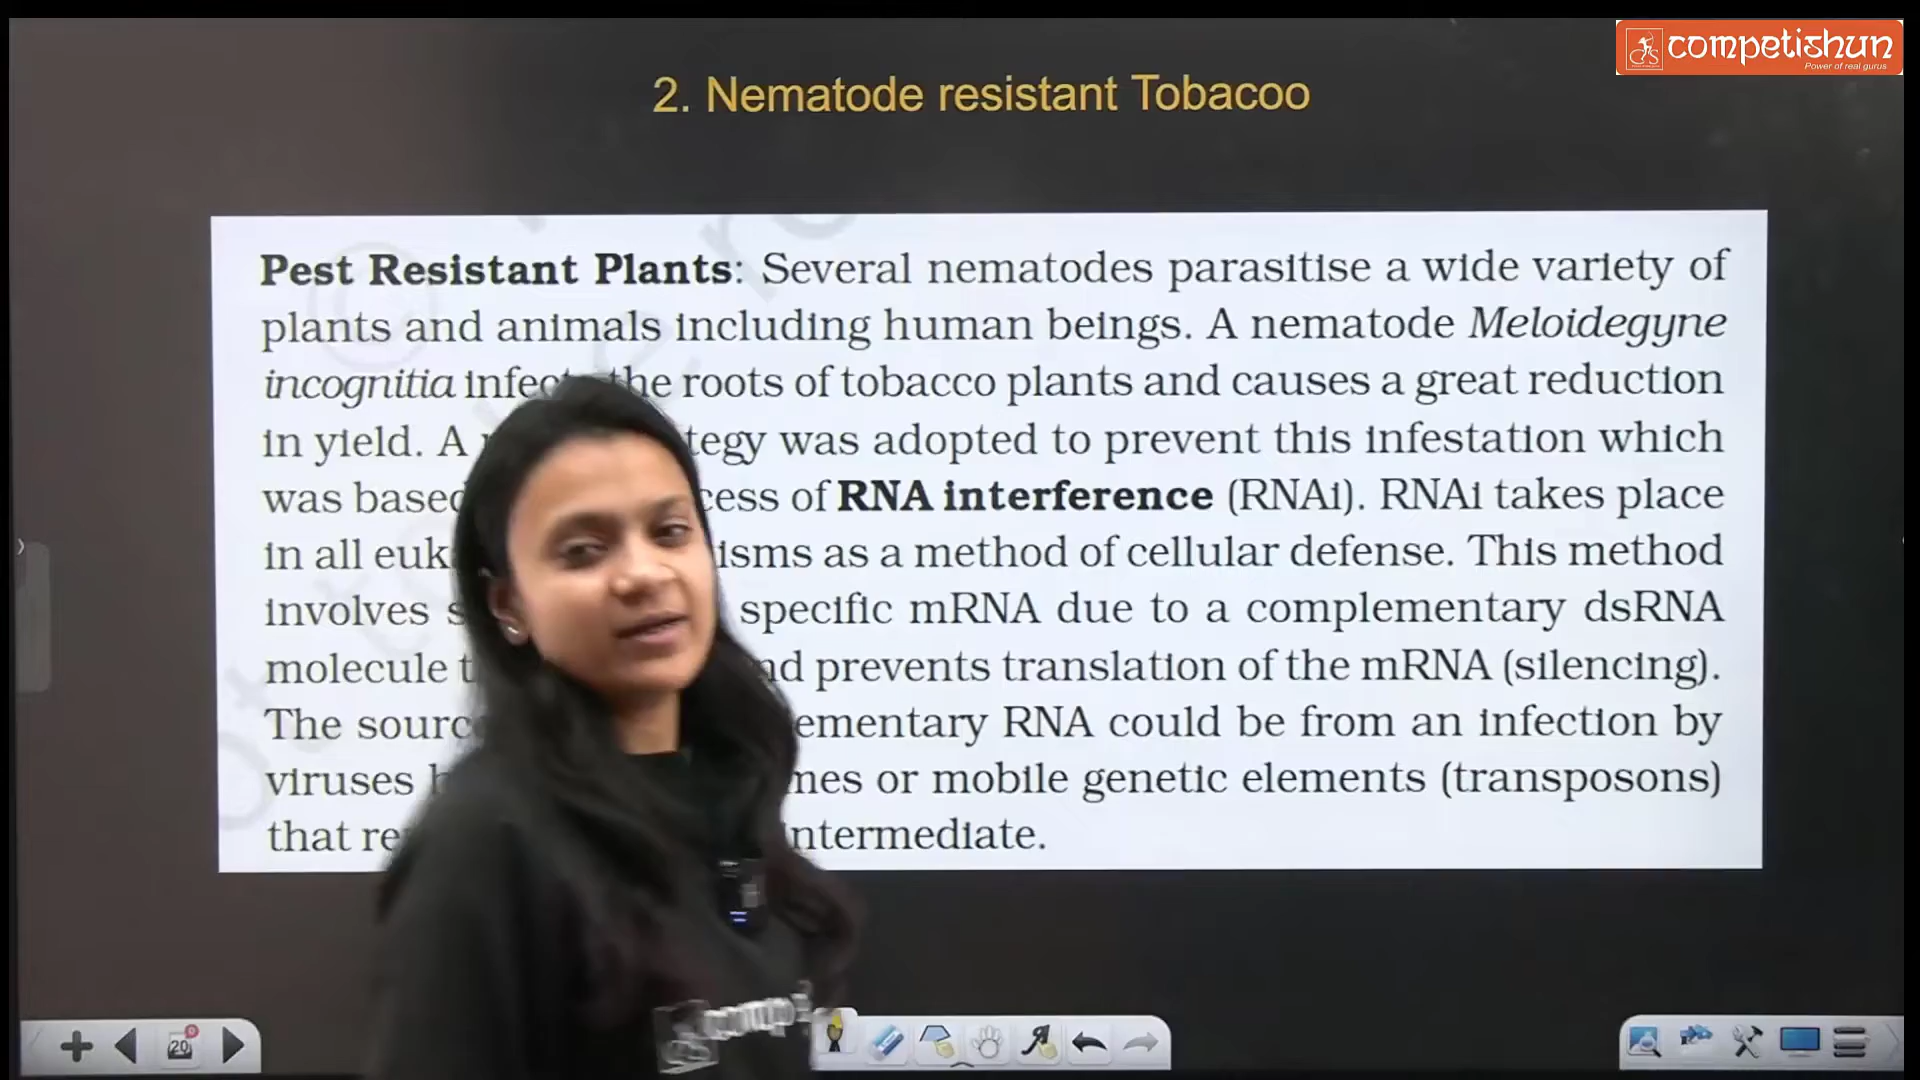 competishun
Power of real gurus
2. Nematode resistant Tobacoo
Pest Resistant Plants: Several nematodes parasitise a wide variety of
plants and animals including human beings. A nematode Meloidegyne
incognitia infects the roots of tobacco plants and causes a great reduction
in yield. A tegy was adopted to prevent this infestation which
was based cess of RNA interference (RNAi). RNAi takes place
in all euk isms as a method of cellular defense. This method
involves s specific mRNA due to a complementary dsRNA
molecule t nd prevents translation of the mRNA (silencing).
The sourc ementary RNA could be from an infection by
viruses h mes or mobile genetic elements (transposons)
that re intermediate.
20